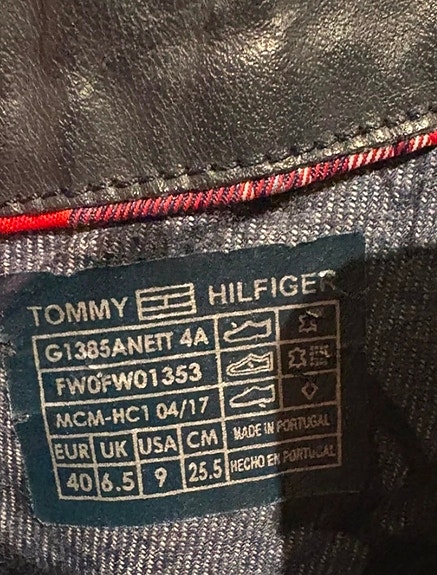 TOMMY HILFIGER
G1385ANETT 4A
FW0FW01353
MCM-HC1 04/17
MADE IN PORTUGAL
EUR UK USA CM
HECHO EN PORTUGAL
40 6.5 9 25.5